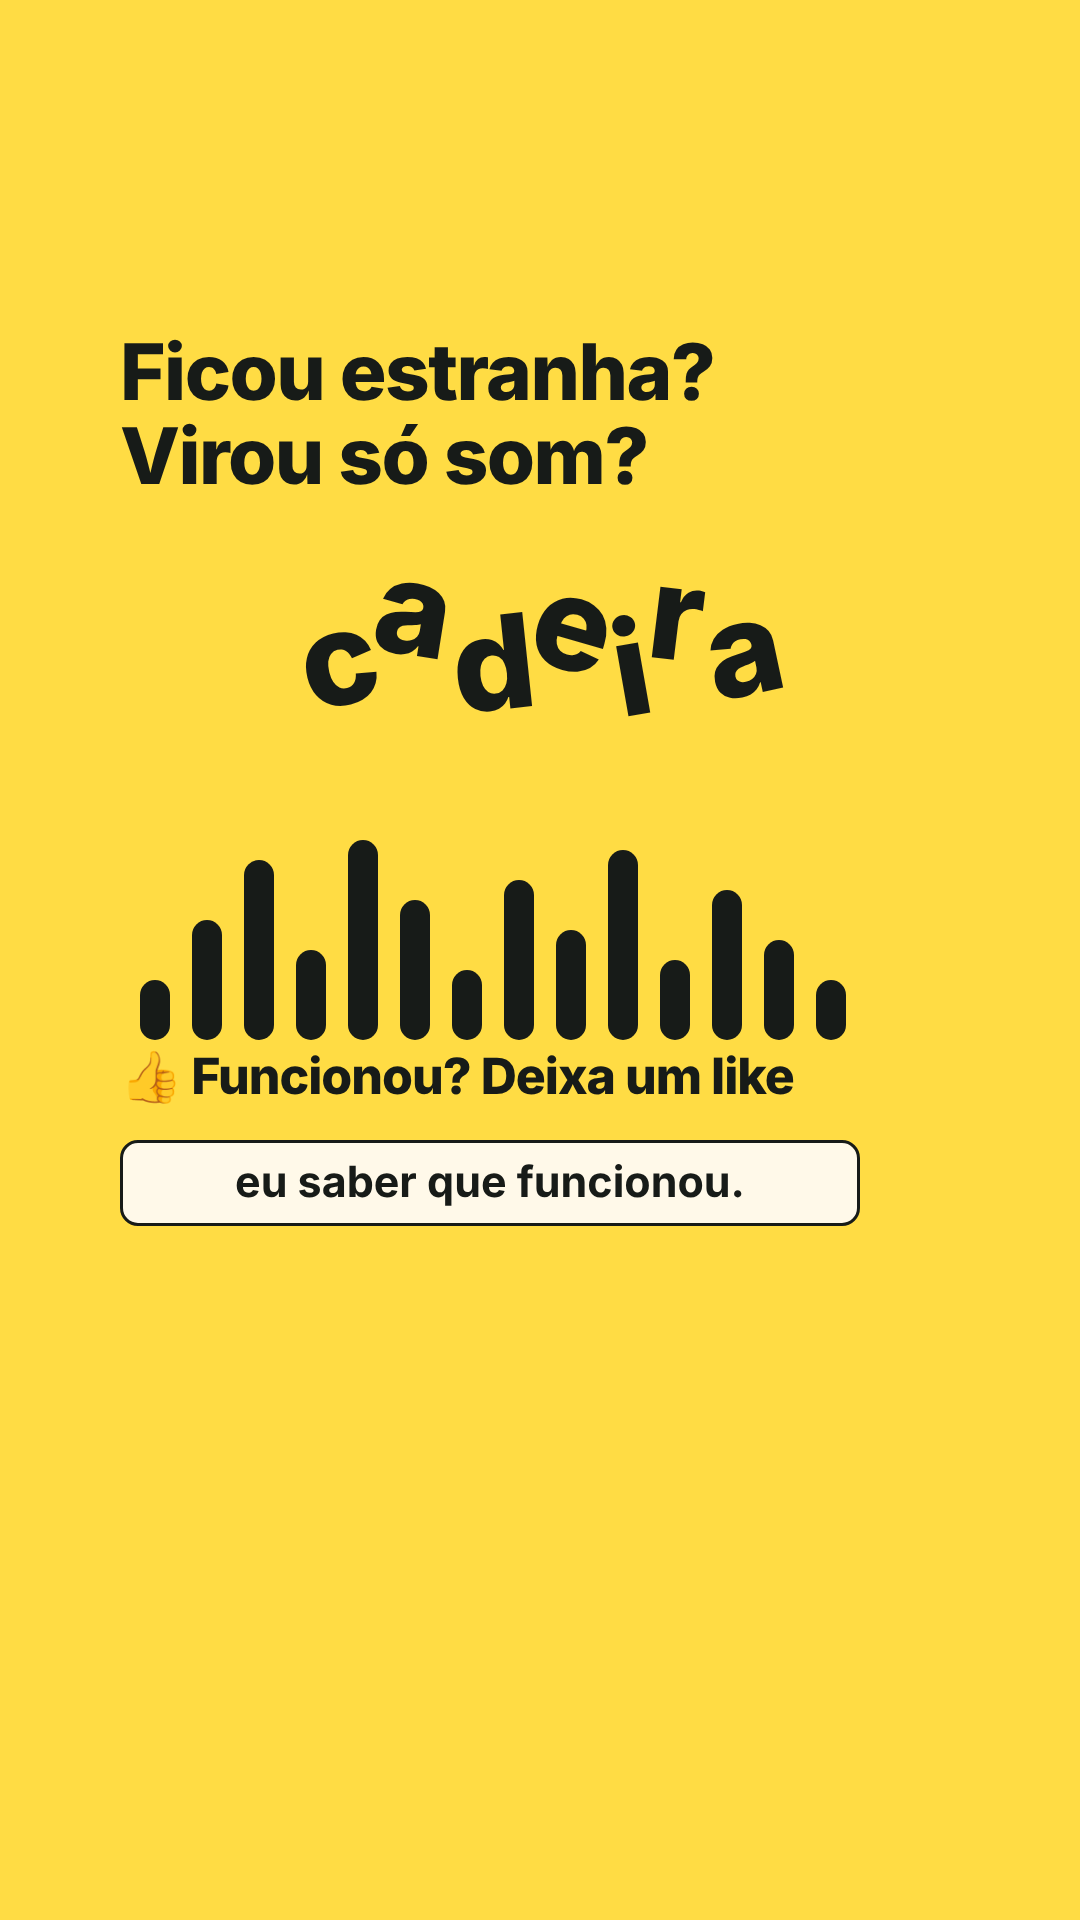 Ficou estranha?
Virou só som?
cadeira
👍 Funcionou? Deixa um like
eu saber que funcionou.